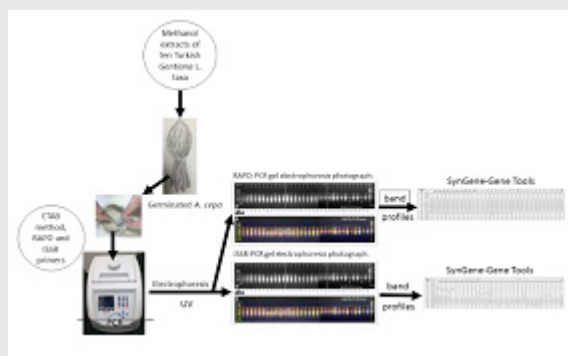 Methanol
extracts of
ten Turkish
Gentiana L.
taxa
Germinated A. cepa
CTAB
method,
RAPD and
ISSR
primers
PCR
Electrophoresis
UV
RAPD-PCR gel electrophoresis photograph.
ISSR-PCR gel electrophoresis photograph.
band
profiles
band
profiles
SynGene-Gene Tools
SynGene-Gene Tools